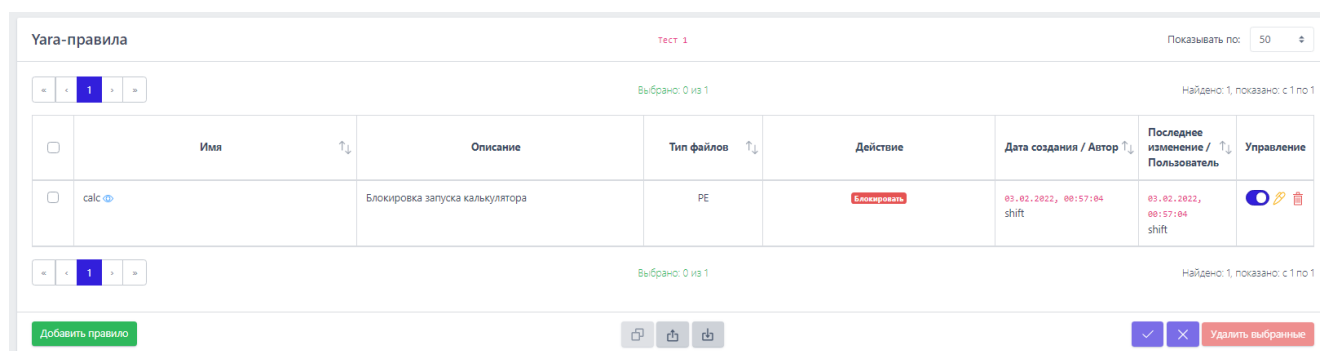 Yara-правила
Тест 1
Показывать по: 50
« ‹ 1 › »
Выбрано: 0 из 1
Найдено: 1, показано: с 1 по 1
Имя
Описание
Тип файлов
Действие
Дата создания / Автор
Последнее
изменение /
Пользователь
Управление
calc
Блокировка запуска калькулятора
PE
Блокировать
03.02.2022, 00:57:04
shift
03.02.2022,
00:57:04
shift
« ‹ 1 › »
Выбрано: 0 из 1
Найдено: 1, показано: с 1 по 1
Добавить правило
Удалить выбранные